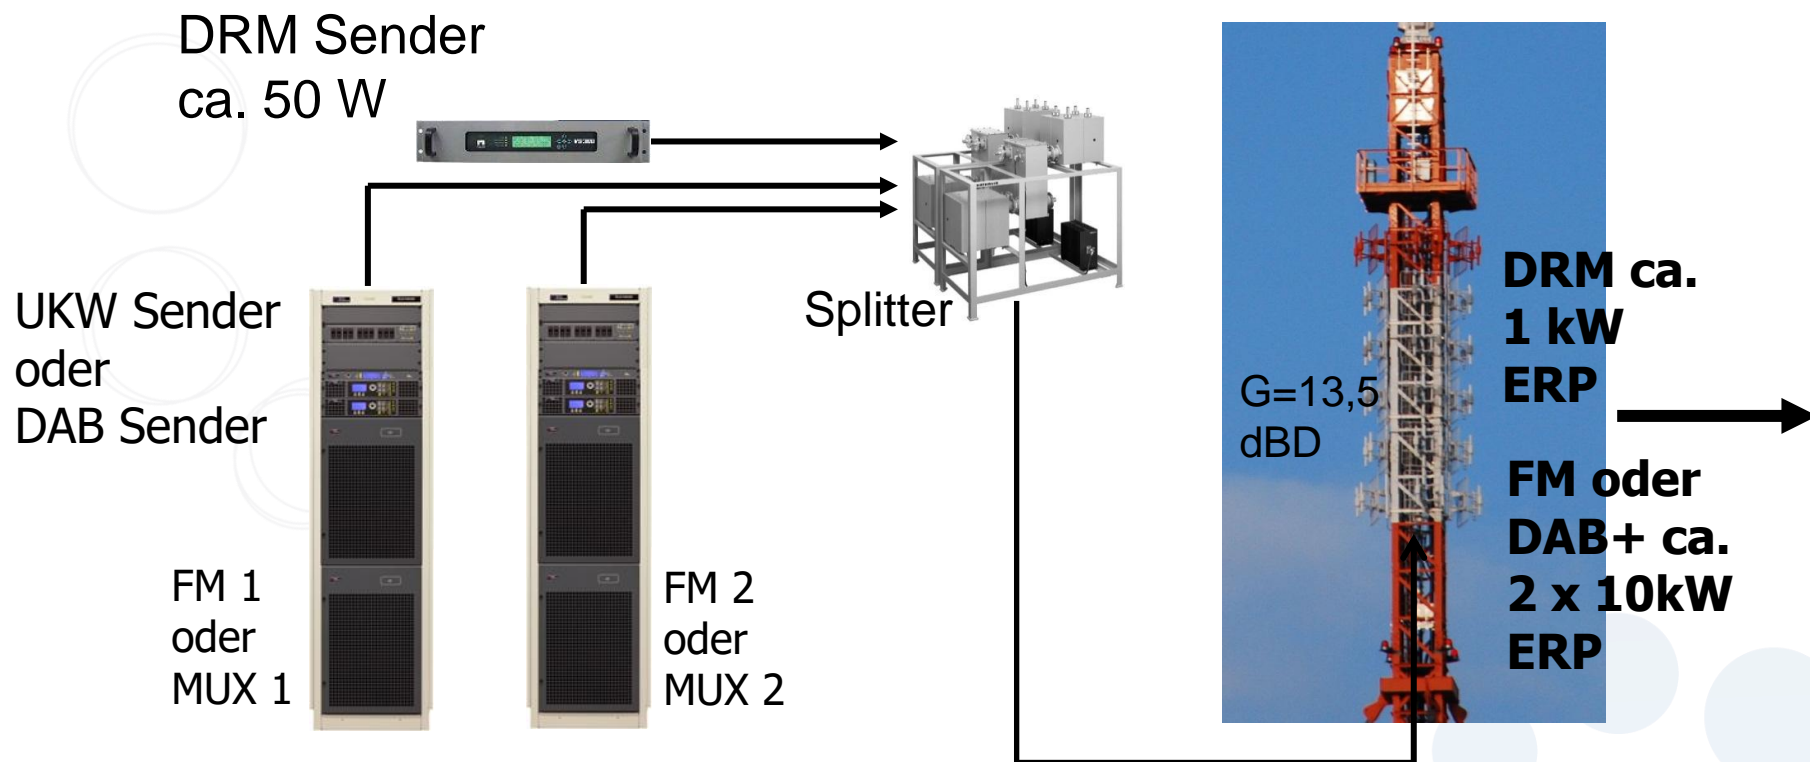 DRM Sender
ca. 50 W
UKW Sender
oder
DAB Sender
Splitter
FM 1
oder
MUX 1
FM 2
oder
MUX 2
G=13,5
dBD
DRM ca.
1 kW
ERP
FM oder
DAB+ ca.
2 x 10kW
ERP